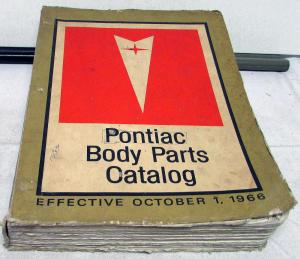 Pontiac
Body Parts
Catalog
EFFECTIVE OCTOBER 1, 1966